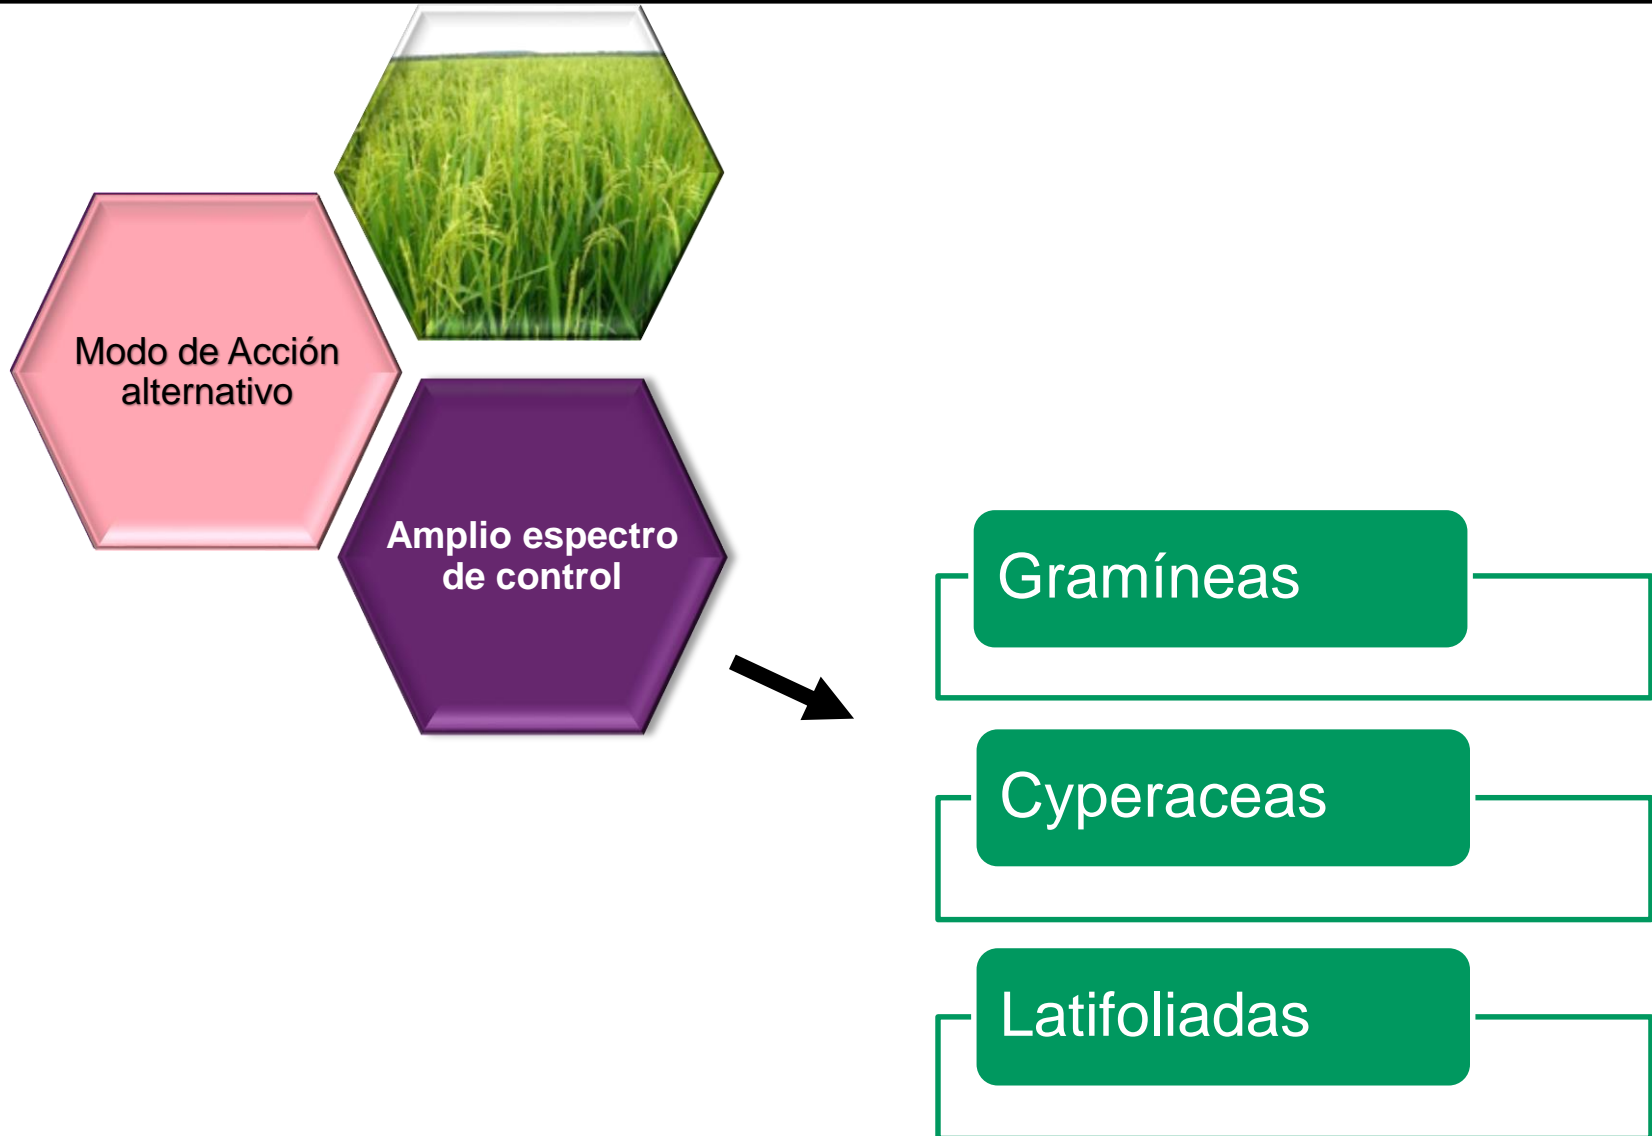 Modo de Acción
alternativo
Amplio espectro
de control
Gramíneas
Cyperaceas
Latifoliadas